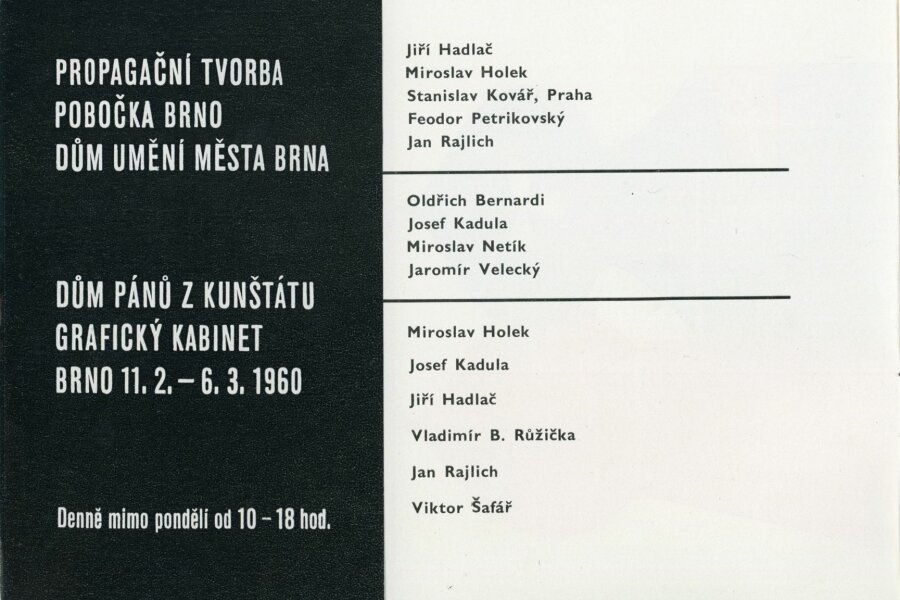 PROPAGAČNÍ TVORBA
POBOČKA BRNO
DŮM UMĚNÍ MĚSTA BRNA
DŮM PÁNŮ Z KUNŠTÁTU
GRAFICKÝ KABINET
BRNO 11. 2. – 6. 3. 1960
Denně mimo pondělí od 10 – 18 hod.
Jiří Hadlač
Miroslav Holek
Stanislav Kovář, Praha
Feodor Petrikovský
Jan Rajlich
Oldřich Bernardi
Josef Kadula
Miroslav Netík
Jaromír Velecký
Miroslav Holek
Josef Kadula
Jiří Hadlač
Vladimír B. Růžička
Jan Rajlich
Viktor Šafář